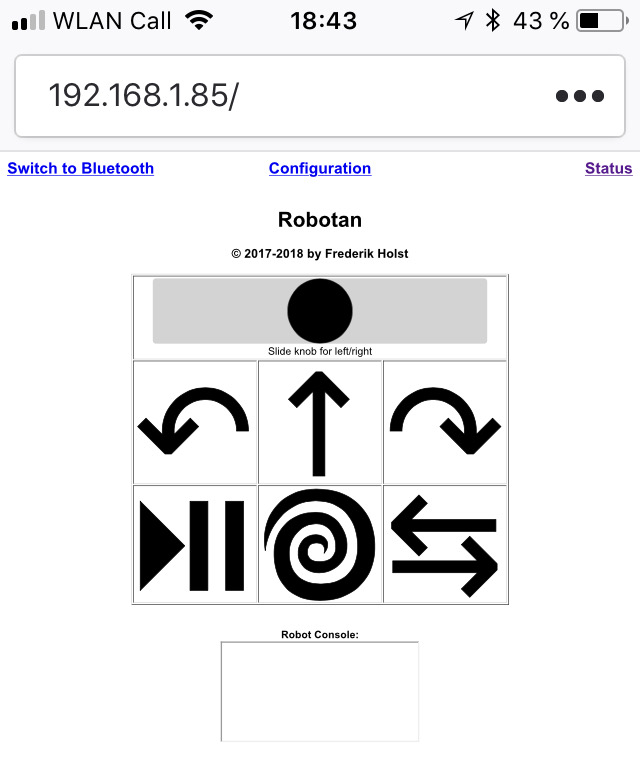 WLAN Call 18:43 43 %
192.168.1.85/
Switch to Bluetooth Configuration Status
Robotan
© 2017-2018 by Frederik Holst
Slide knob for left/right
Robot Console: